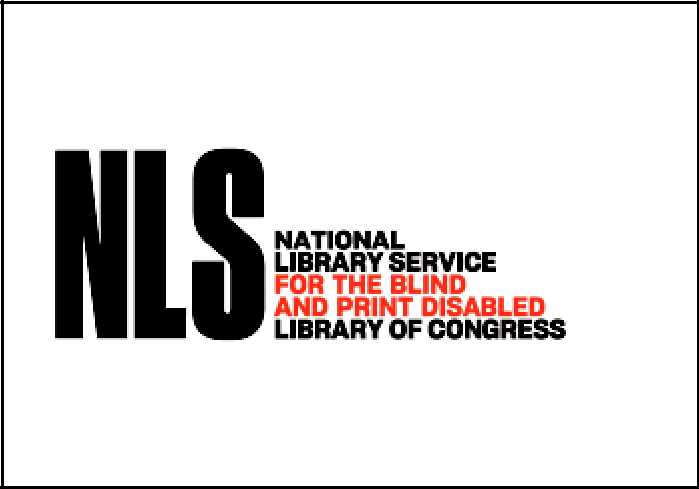 NLS
NATIONAL
LIBRARY SERVICE
FOR THE BLIND
AND PRINT DISABLED
LIBRARY OF CONGRESS